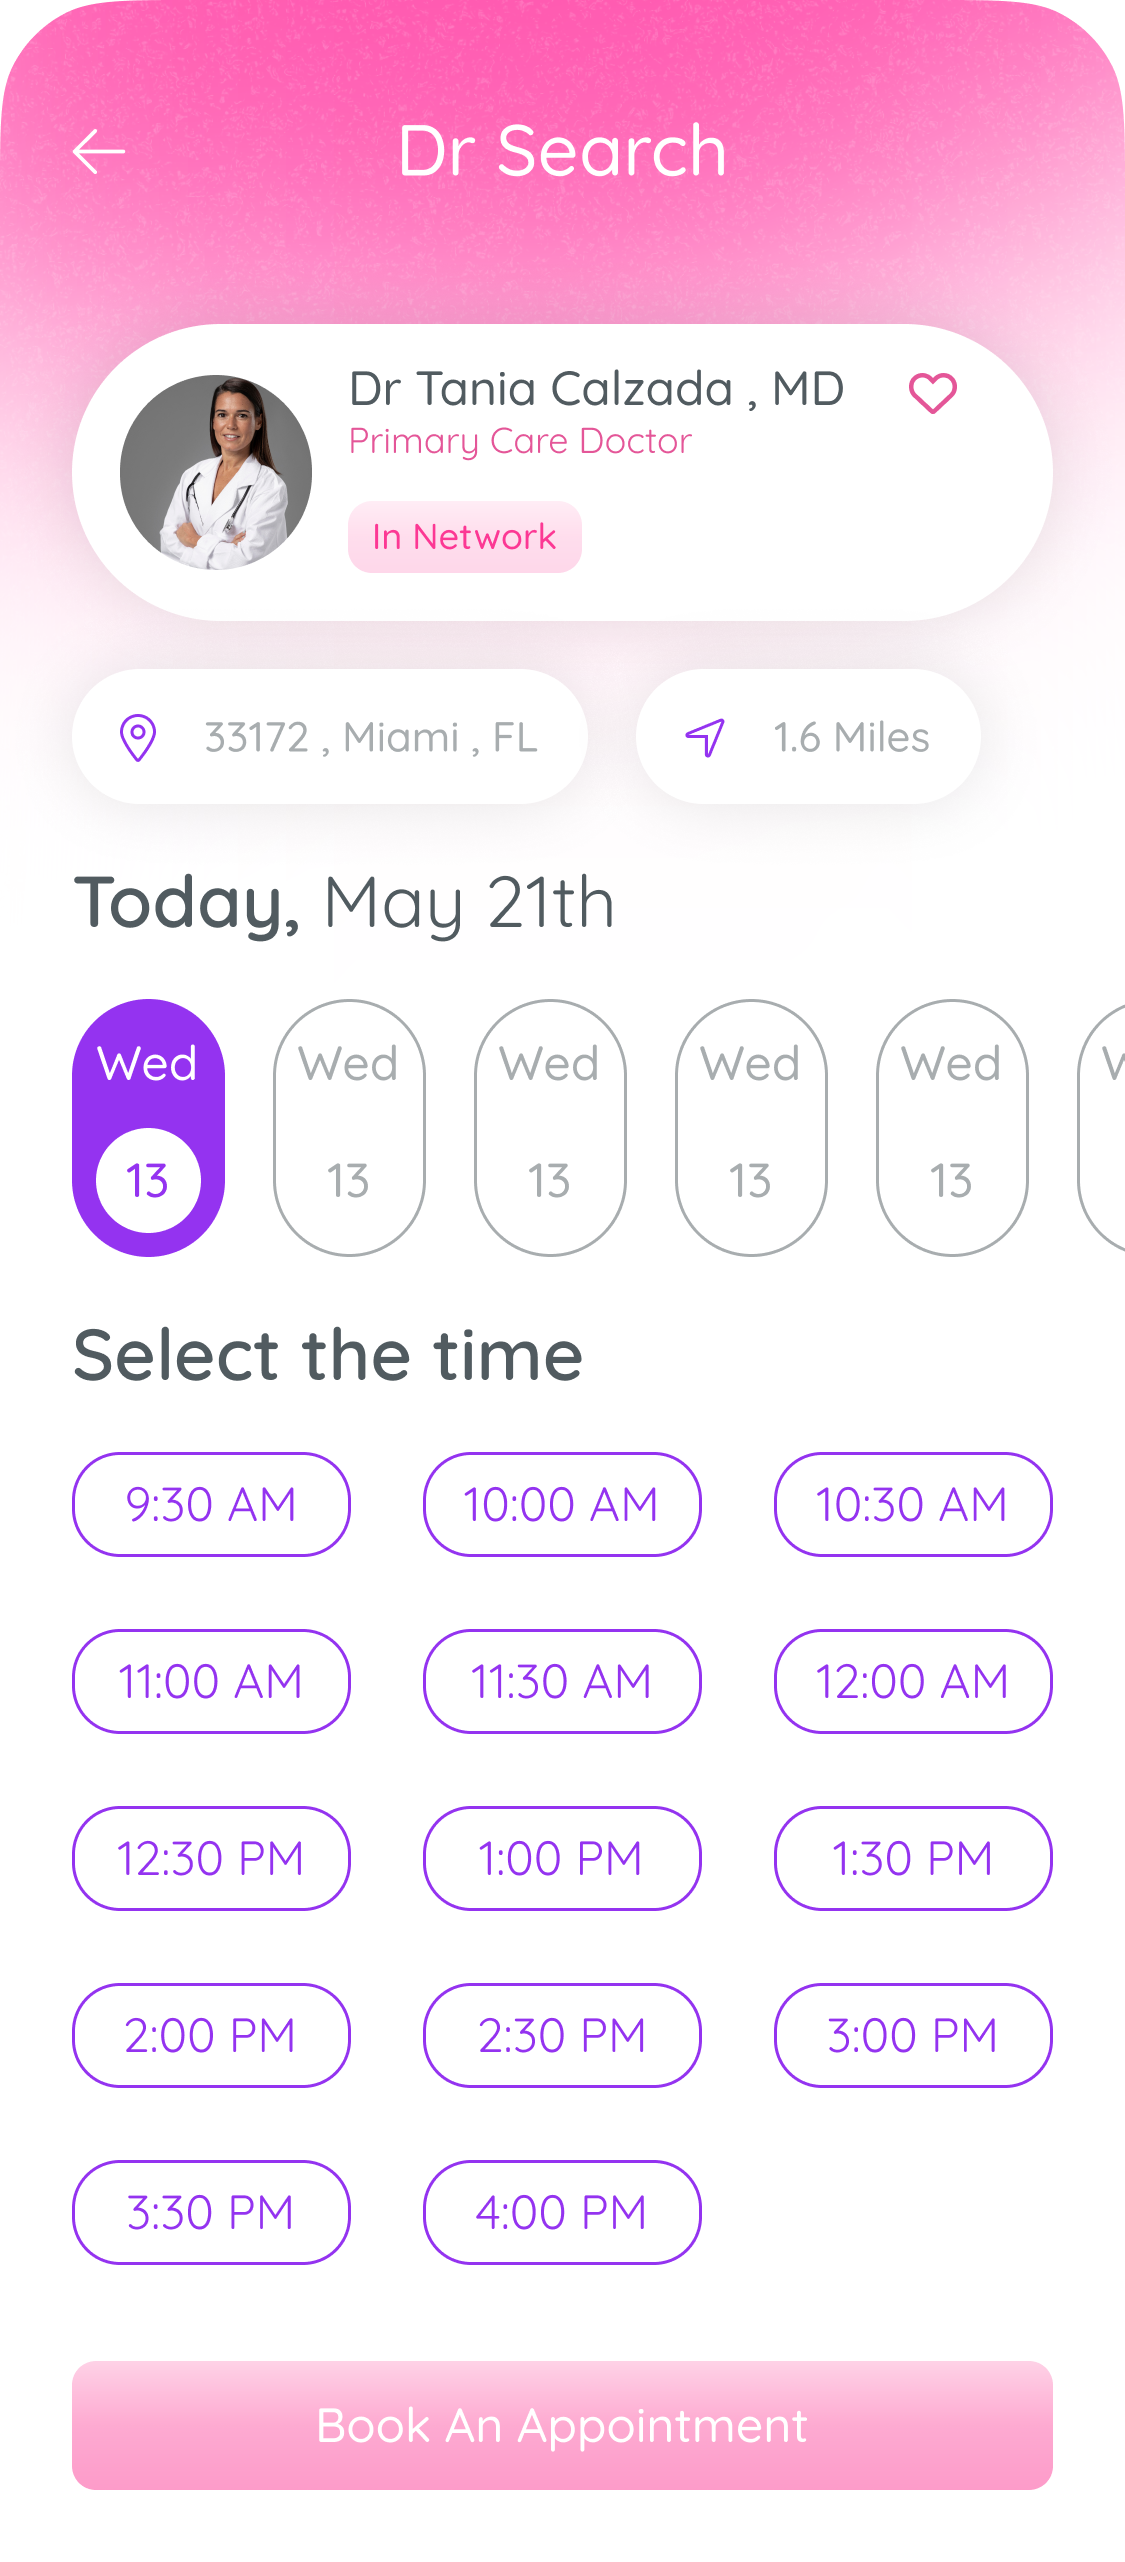 Dr Search
Dr Tania Calzada , MD
Primary Care Doctor
In Network
33172 , Miami , FL
1.6 Miles
Today, May 21th
Wed Wed Wed Wed Wed
13 13 13 13 13
Select the time
9:30 AM 10:00 AM 10:30 AM
11:00 AM 11:30 AM 12:00 AM
12:30 PM 1:00 PM 1:30 PM
2:00 PM 2:30 PM 3:00 PM
3:30 PM 4:00 PM
Book An Appointment